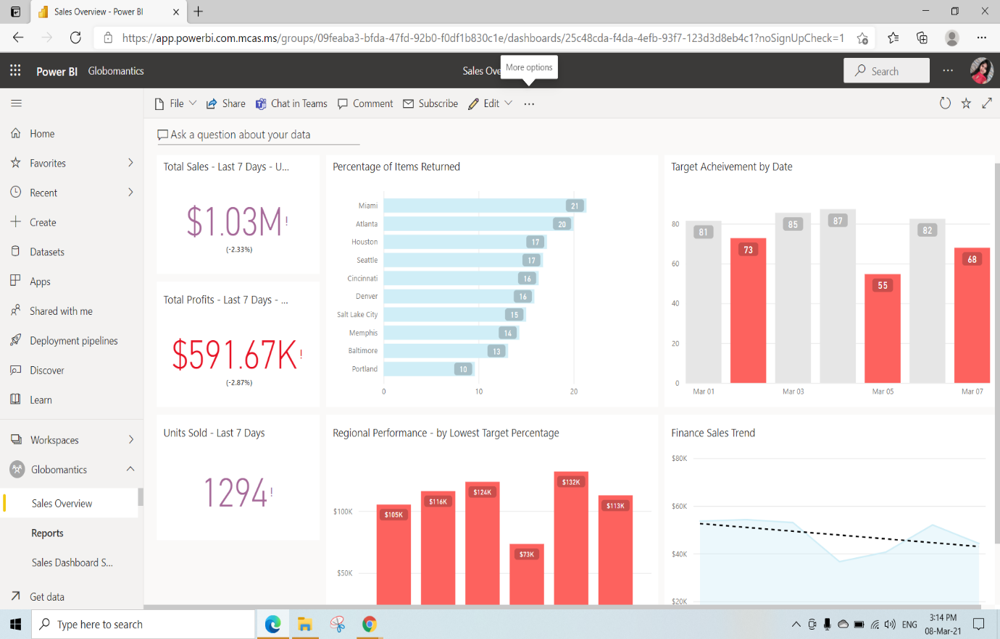 Sales Overview - Power BI
https://app.powerbi.com.mcas.ms/groups/09feaba3-bfda-47fd-92b0-f0df1b830c1e/dashboards/25c48cda-f4da-4efb-93f7-123d3d8eb4c1?noSignUpCheck=1
Power BI Globomantics
Sales Ove
More options
Search
File
Share
Chat in Teams
Comment
Subscribe
Edit
Home
Favorites
Recent
Create
Datasets
Apps
Shared with me
Deployment pipelines
Discover
Learn
Workspaces
Globomantics
Sales Overview
Reports
Sales Dashboard S...
Get data
Ask a question about your data
Total Sales - Last 7 Days - U...
$1.03M!
(-2.33%)
Total Profits - Last 7 Days - ...
$591.67K!
(-2.87%)
Units Sold - Last 7 Days
1294!
Percentage of Items Returned
Miami 21
Atlanta 20
Houston 17
Seattle 17
Cincinnati 16
Denver 16
Salt Lake City 15
Memphis 14
Baltimore 13
Portland 10
0 10 20
Target Acheivement by Date
80
60
40
20
0
81 73 85 87 55 82 68
Mar 01 Mar 03 Mar 05 Mar 07
Regional Performance - by Lowest Target Percentage
$100K
$50K
$105K $116K $124K $73K $132K $113K
Finance Sales Trend
$80K
$60K
$40K
$20K
Type here to search
ENG
3:14 PM
08-Mar-21